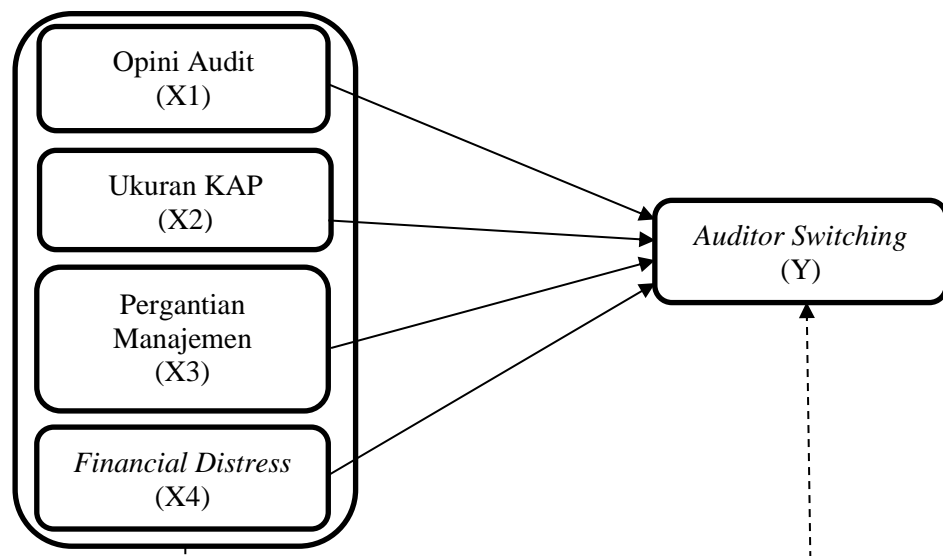 Opini Audit
(X1)
Ukuran KAP
(X2)
Pergantian
Manajemen
(X3)
Financial Distress
(X4)
Auditor Switching
(Y)